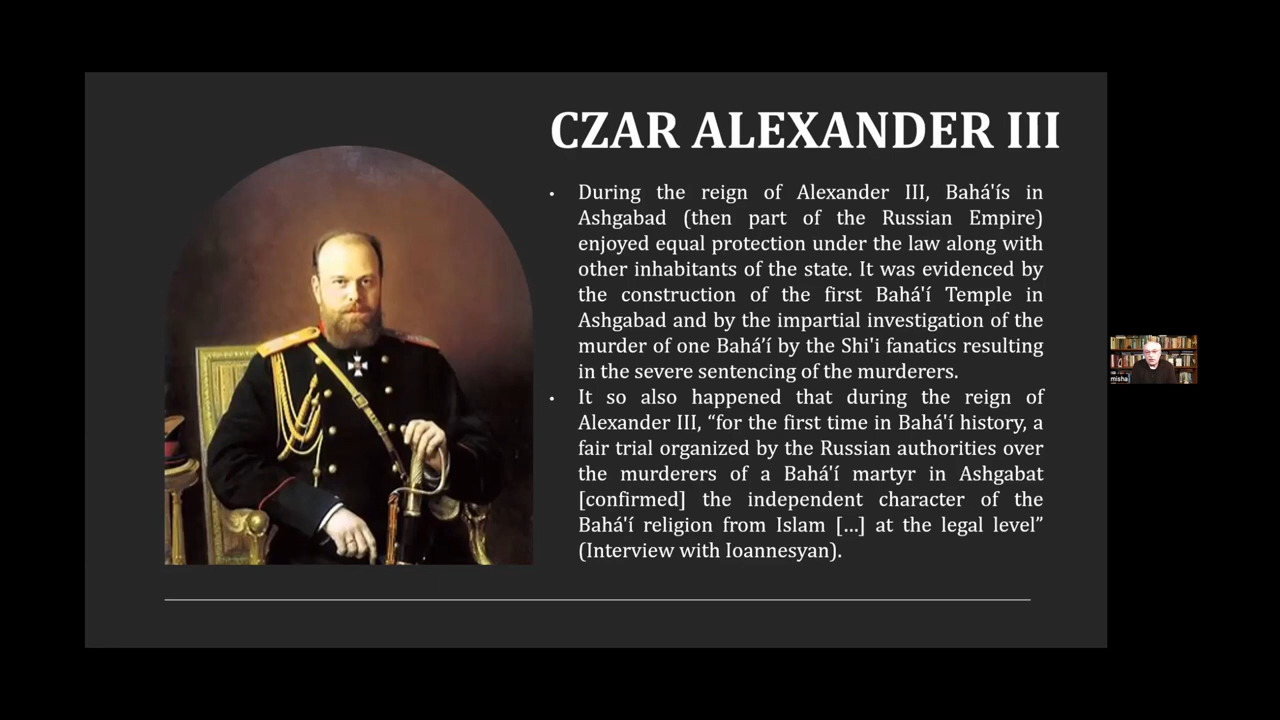 CZAR ALEXANDER III
• During the reign of Alexander III, Bahá'ís in
Ashgabad (then part of the Russian Empire)
enjoyed equal protection under the law along with
other inhabitants of the state. It was evidenced by
the construction of the first Bahá'í Temple in
Ashgabad and by the impartial investigation of the
murder of one Bahá’í by the Shi'i fanatics resulting
in the severe sentencing of the murderers.
• It so also happened that during the reign of
Alexander III, “for the first time in Bahá'í history, a
fair trial organized by the Russian authorities over
the murderers of a Bahá'í martyr in Ashgabat
[confirmed] the independent character of the
Bahá'í religion from Islam [...] at the legal level”
(Interview with Ioannesyan).
misha